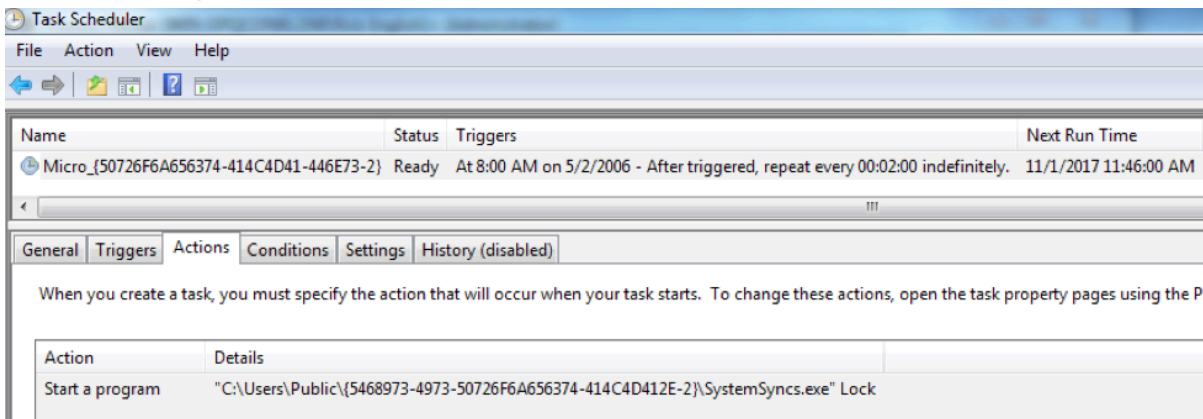 Task Scheduler
File Action View Help
Name Status Triggers Next Run Time
Micro_{50726F6A656374-414C4D41-446E73-2} Ready At 8:00 AM on 5/2/2006 - After triggered, repeat every 00:02:00 indefinitely. 11/1/2017 11:46:00 AM
General Triggers Actions Conditions Settings History (disabled)
When you create a task, you must specify the action that will occur when your task starts. To change these actions, open the task property pages using the P
Action Details
Start a program "C:\Users\Public\{5468973-4973-50726F6A656374-414C4D412E-2}\SystemSyncs.exe" Lock